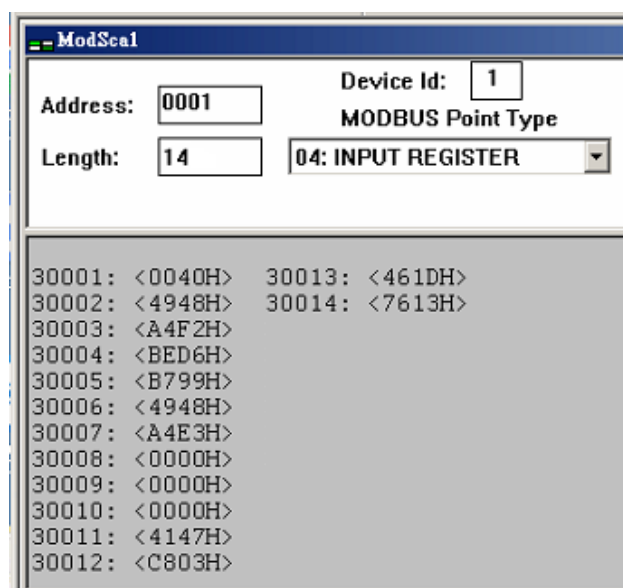 ModSca1
Device Id: 1
Address: 0001
MODBUS Point Type
Length: 14 04: INPUT REGISTER
30001: <0040H> 30013: <461DH>
30002: <4948H> 30014: <7613H>
30003: <A4F2H>
30004: <BED6H>
30005: <B799H>
30006: <4948H>
30007: <A4E3H>
30008: <0000H>
30009: <0000H>
30010: <0000H>
30011: <4147H>
30012: <C803H>